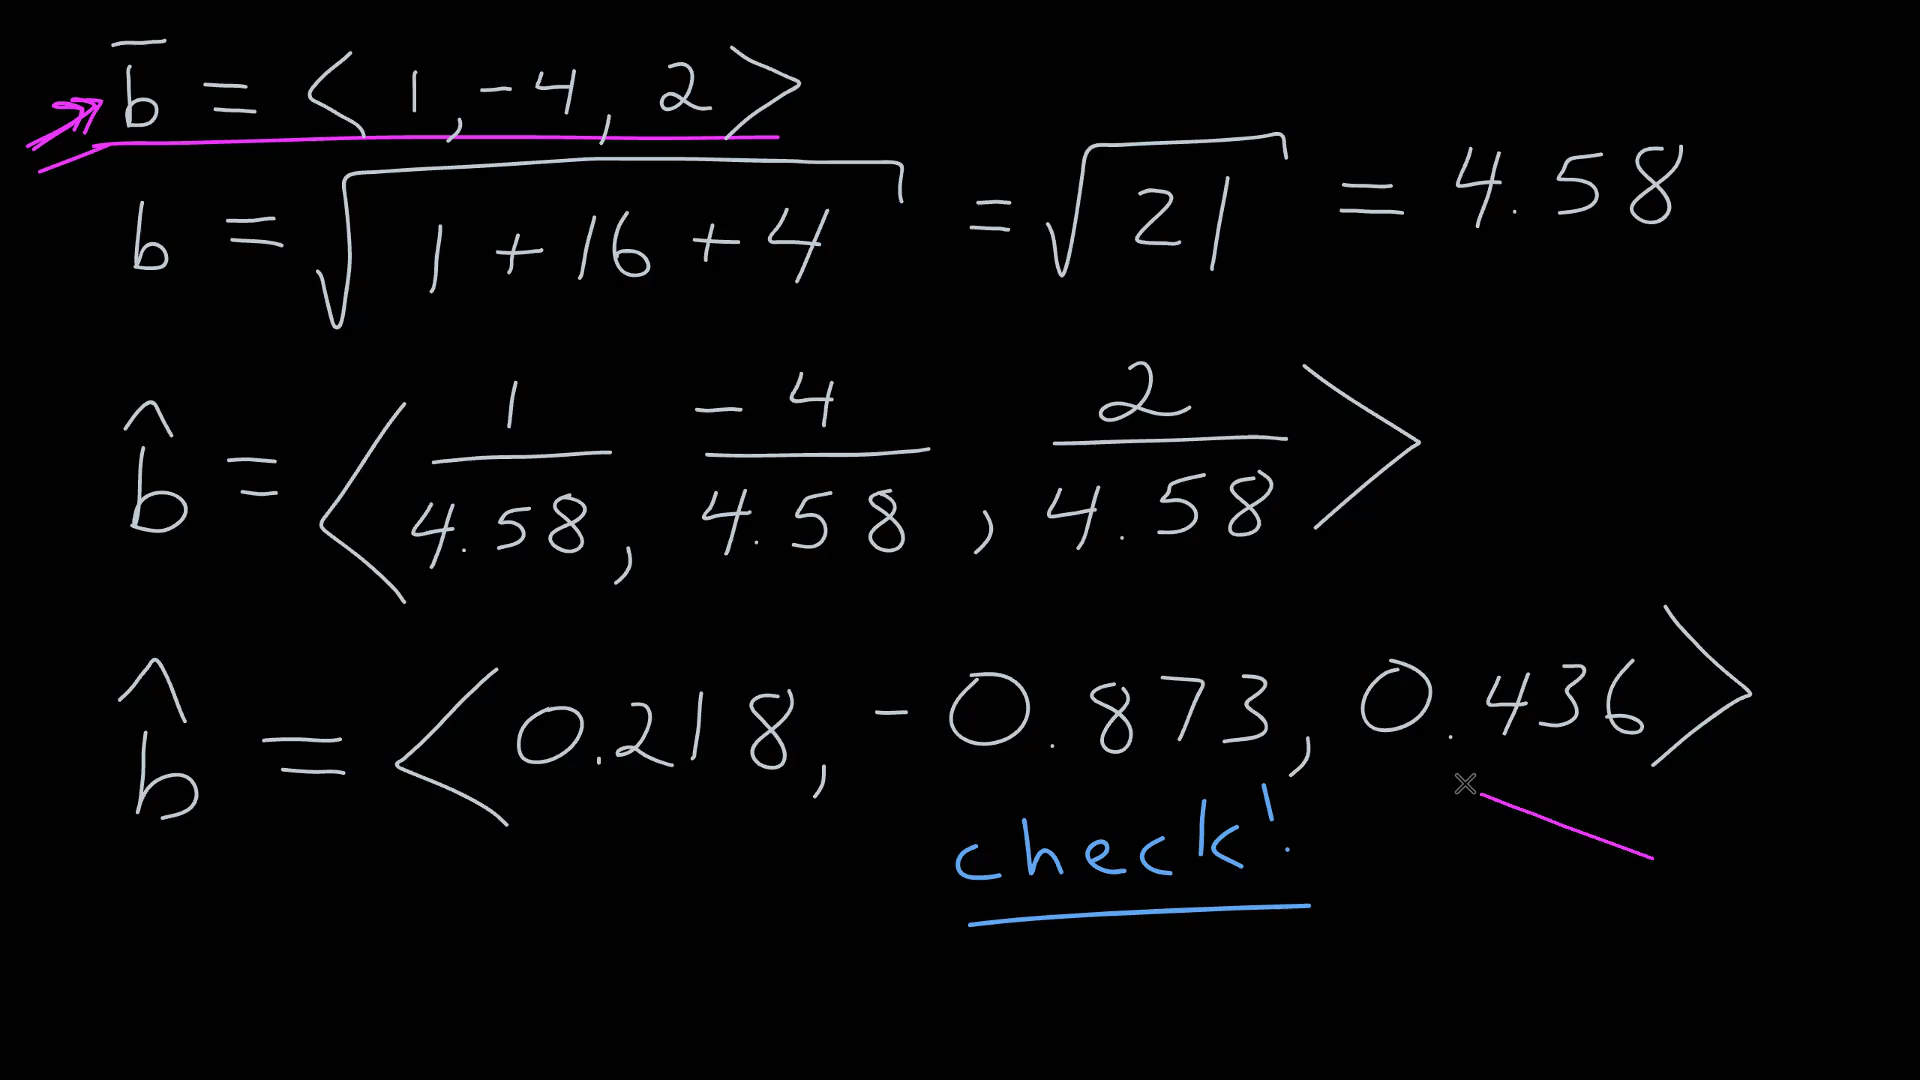 b̅ = < 1, -4, 2 >
b = √(1 + 16 + 4) = √21 = 4.58
b̂ = < 1/4.58, -4/4.58, 2/4.58 >
b̂ = < 0.218, -0.873, 0.436 >
check!